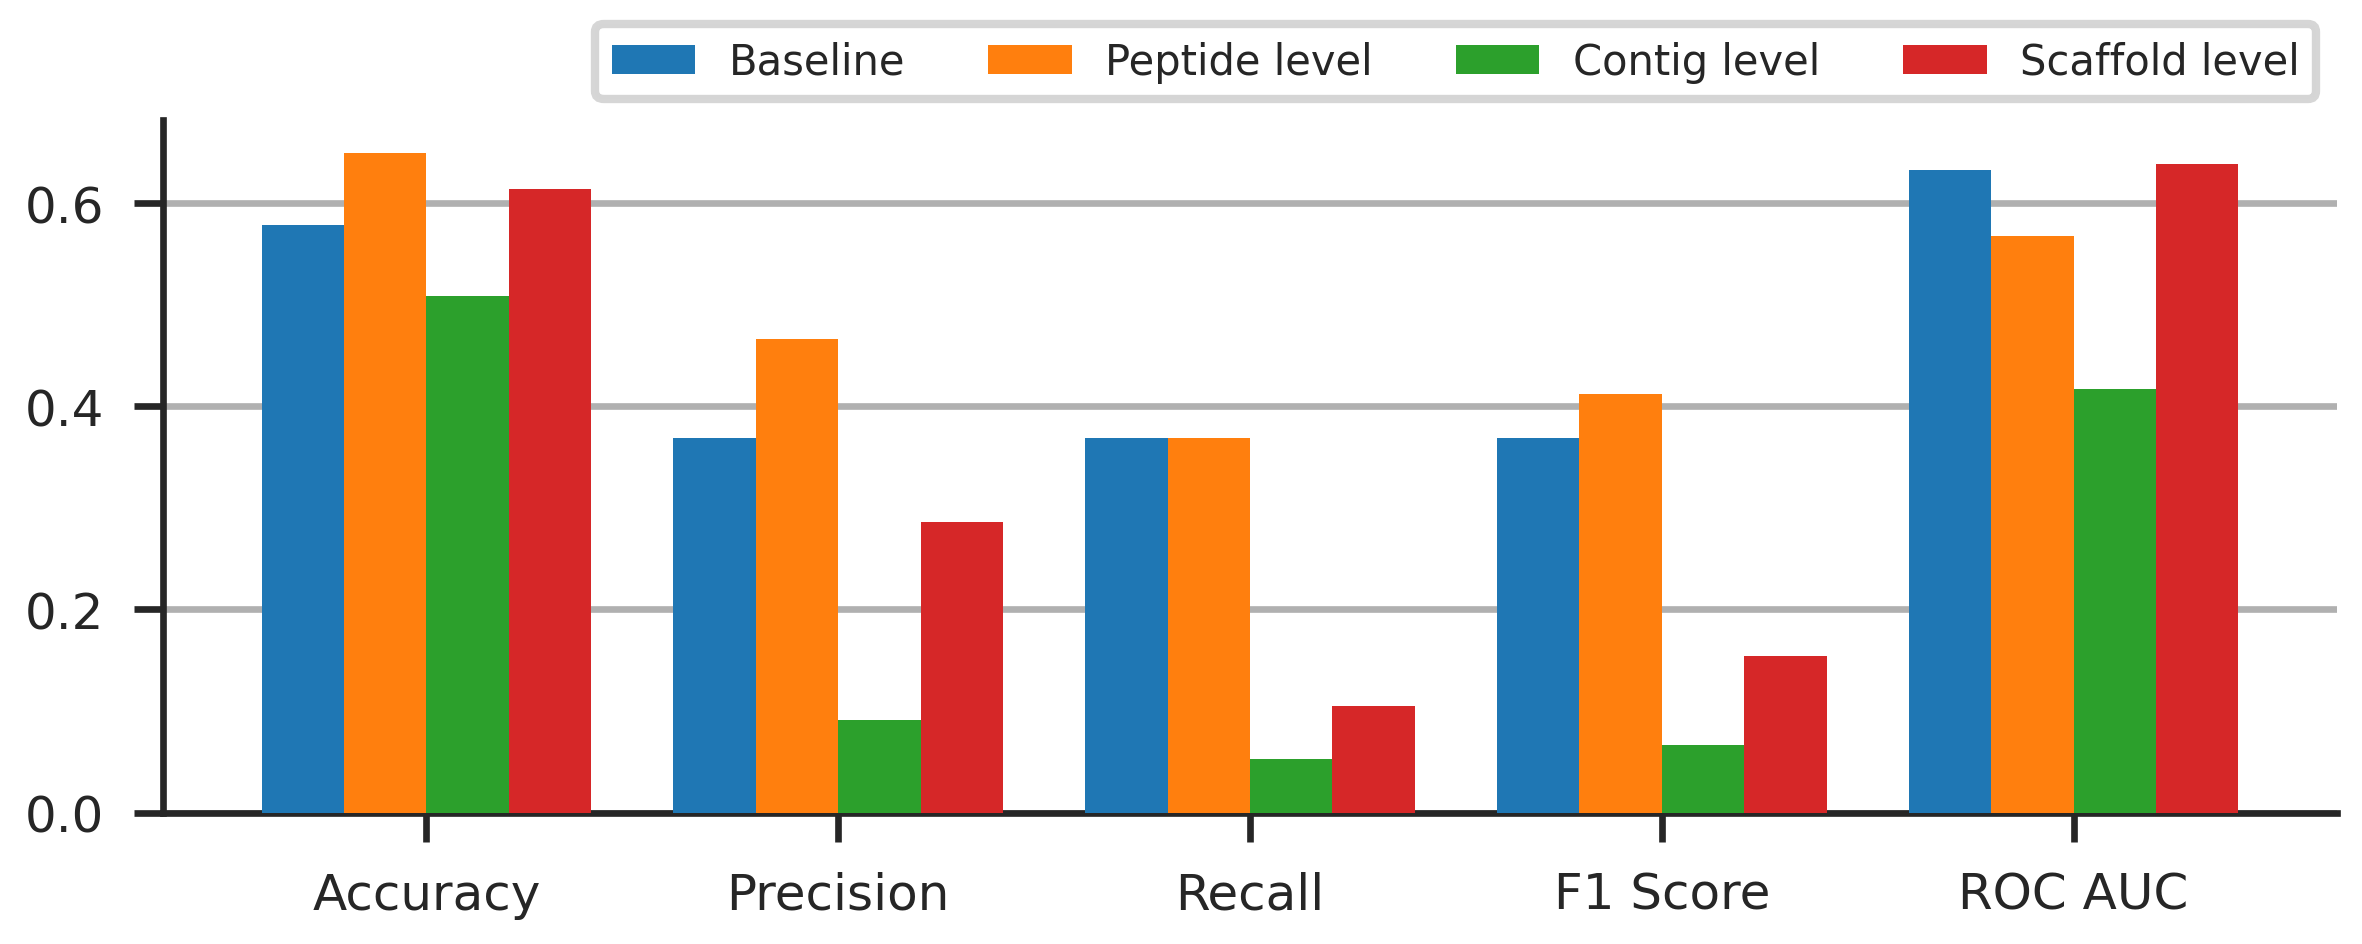 Baseline Peptide level Contig level Scaffold level
0.6
0.4
0.2
0.0
Accuracy Precision Recall F1 Score ROC AUC